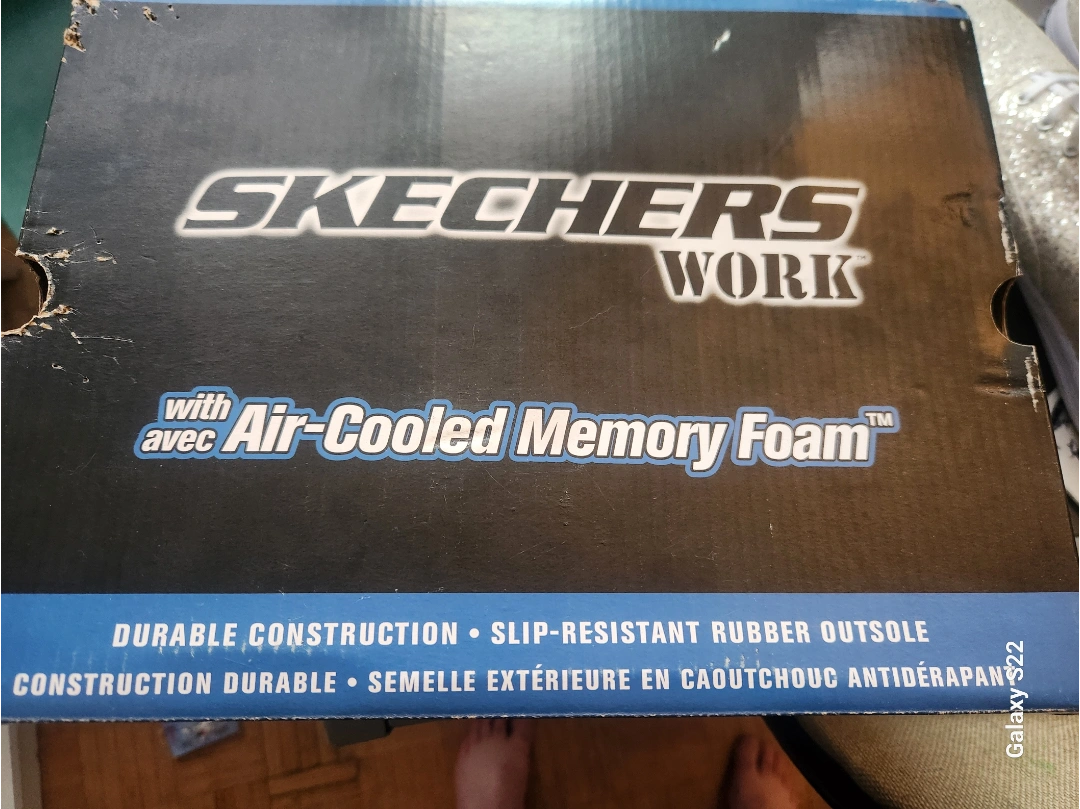 SKECHERS
WORK™
with
avec Air-Cooled Memory Foam™
DURABLE CONSTRUCTION • SLIP-RESISTANT RUBBER OUTSOLE
CONSTRUCTION DURABLE • SEMELLE EXTÉRIEURE EN CAOUTCHOUC ANTIDÉRAPANT
Galaxy S22